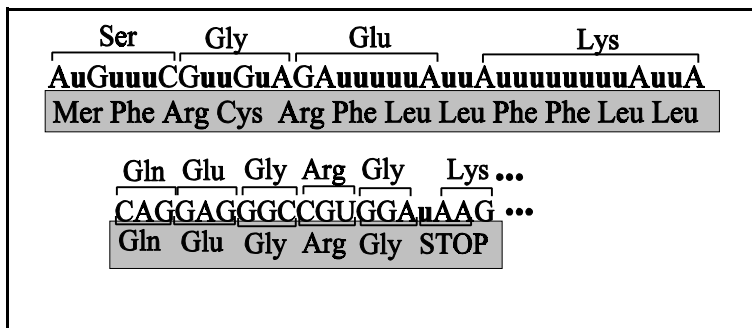 Ser Gly Glu Lys
AuGuuuCGuuGuAGAuuuuuAuuAuuuuuuuuAuuA
Mer Phe Arg Cys Arg Phe Leu Leu Phe Phe Leu Leu
Gln Glu Gly Arg Gly Lys ...
CAGGAGGGCCGUGGAuAAG ...
Gln Glu Gly Arg Gly STOP